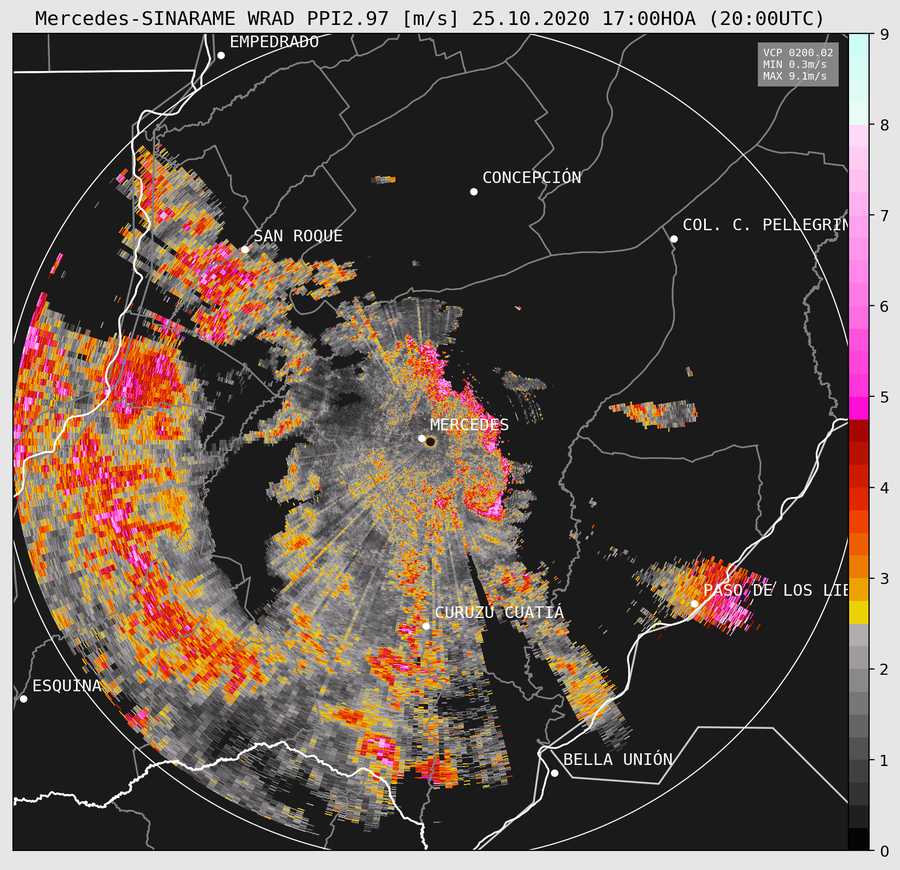 Mercedes-SINARAME WRAD PPI2.97 [m/s] 25.10.2020 17:00HOA (20:00UTC)
EMPEDRADO
VCP 0200.02
MIN 0.3m/s
MAX 9.1m/s
CONCEPCIÓN
COL. C. PELLEGRIN
SAN ROQUE
MERCEDES
PASO DE LOS LIB
CURUZU CUATIÁ
ESQUINA
BELLA UNIÓN
9
8
7
6
5
4
3
2
1
0